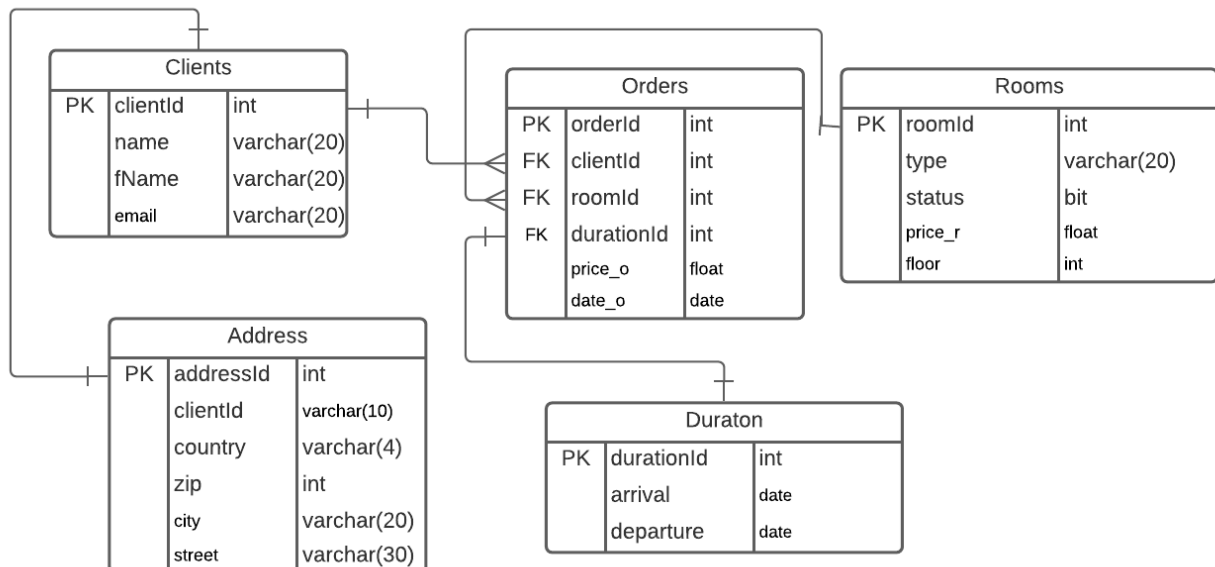 Clients
PK clientId int
name varchar(20)
fName varchar(20)
email varchar(20)
Orders
PK orderId int
FK clientId int
FK roomId int
FK durationId int
price_o float
date_o date
Rooms
PK roomId int
type varchar(20)
status bit
price_r float
floor int
Address
PK addressId int
clientId varchar(10)
country varchar(4)
zip int
city varchar(20)
street varchar(30)
Duraton
PK durationId int
arrival date
departure date